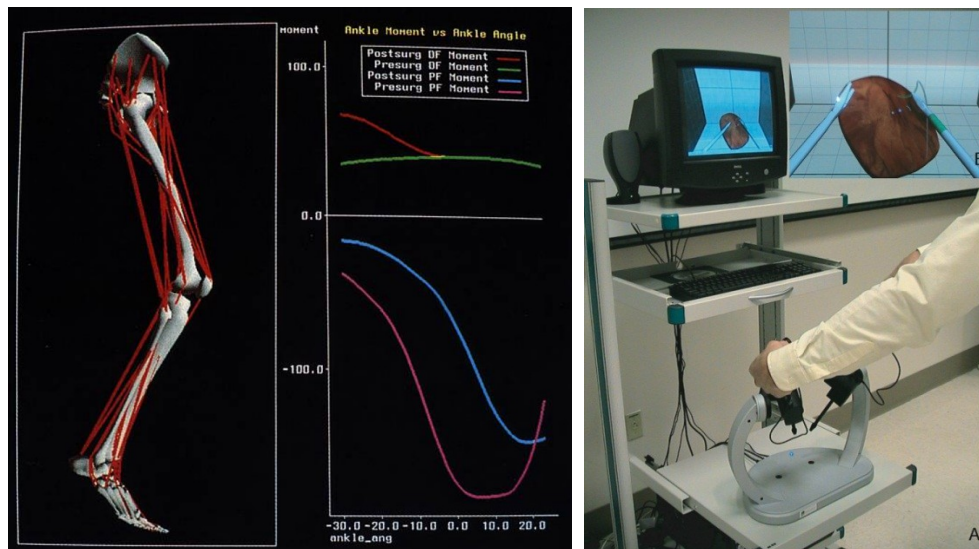 MOMENT
Ankle Moment vs Ankle Angle
Postsurg DF Moment
Presurg DF Moment
Postsurg PF Moment
Presurg PF Moment
100.0
0.0
-100.0
-30.0 -20.0 -10.0 0.0 10.0 20.0
ankle_ang
B
A